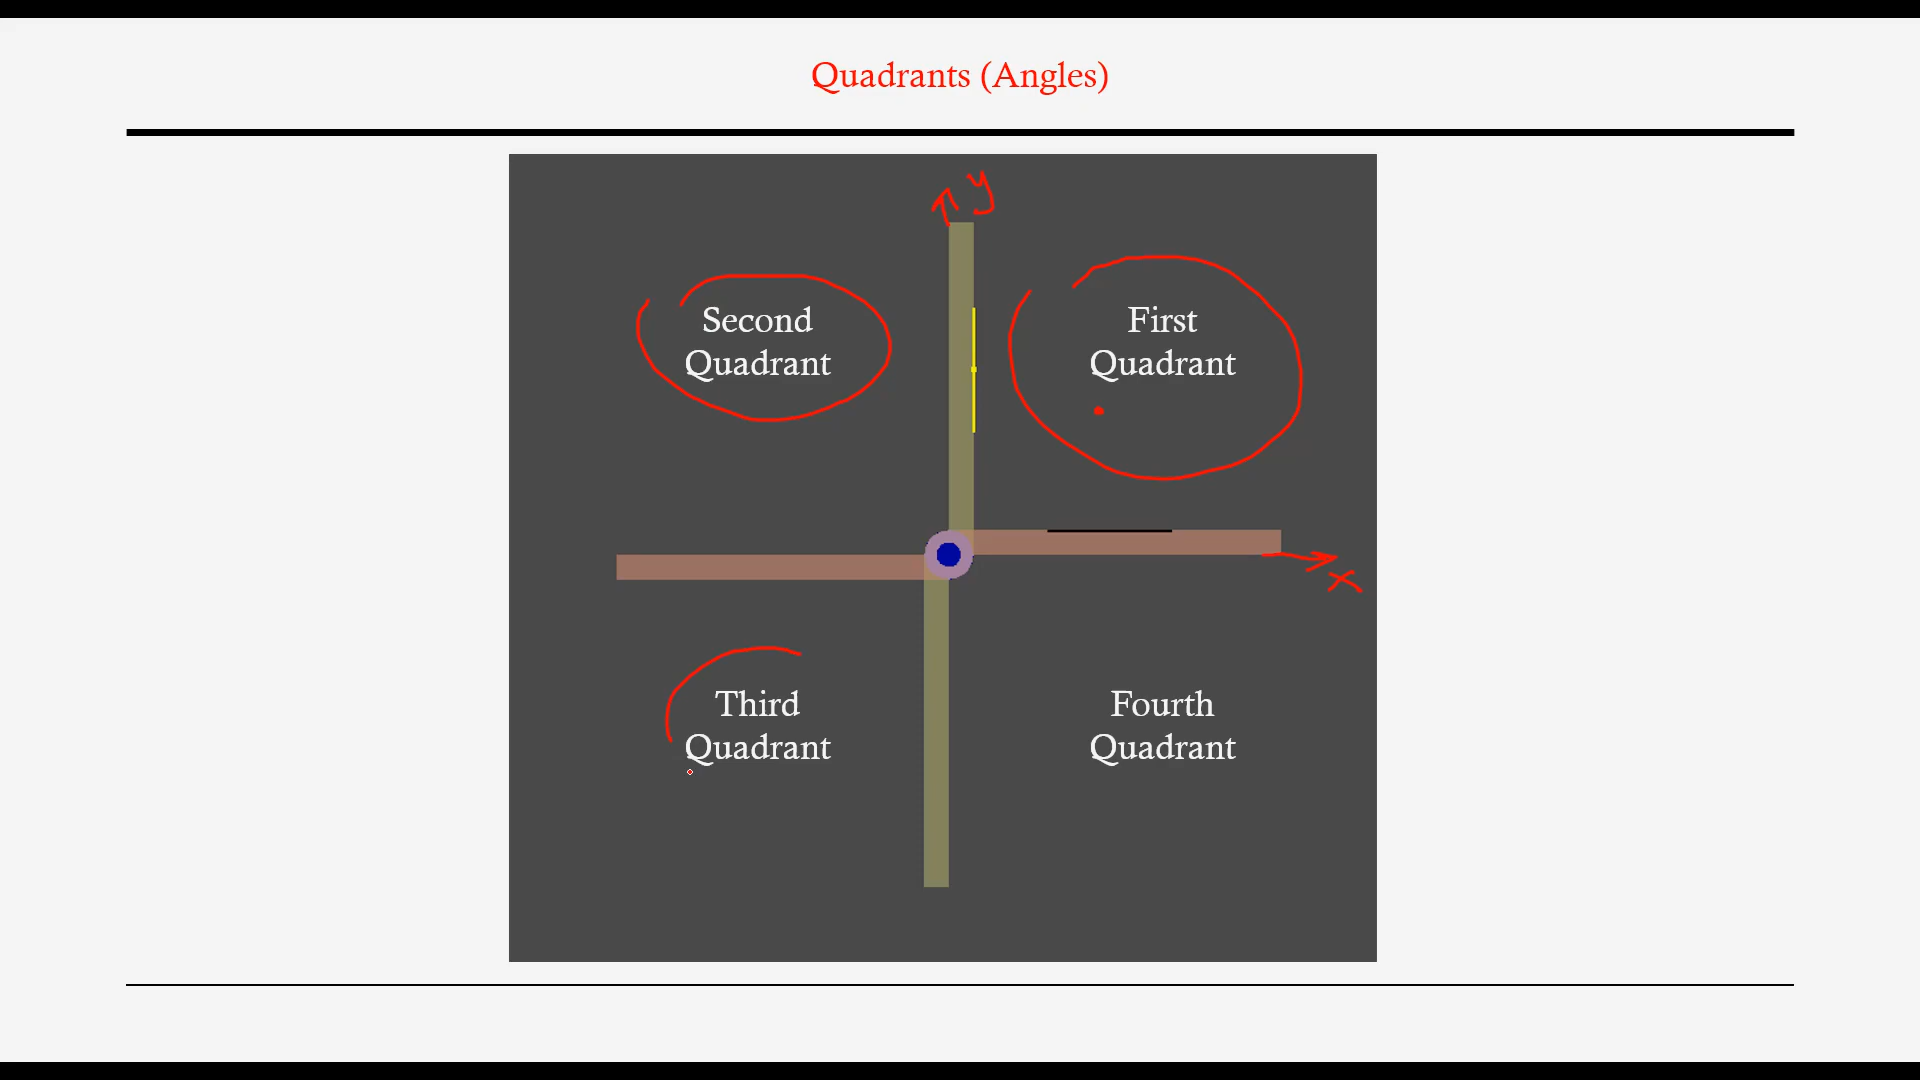 Quadrants (Angles)
y
Second
Quadrant
First
Quadrant
x
Third
Quadrant
Fourth
Quadrant